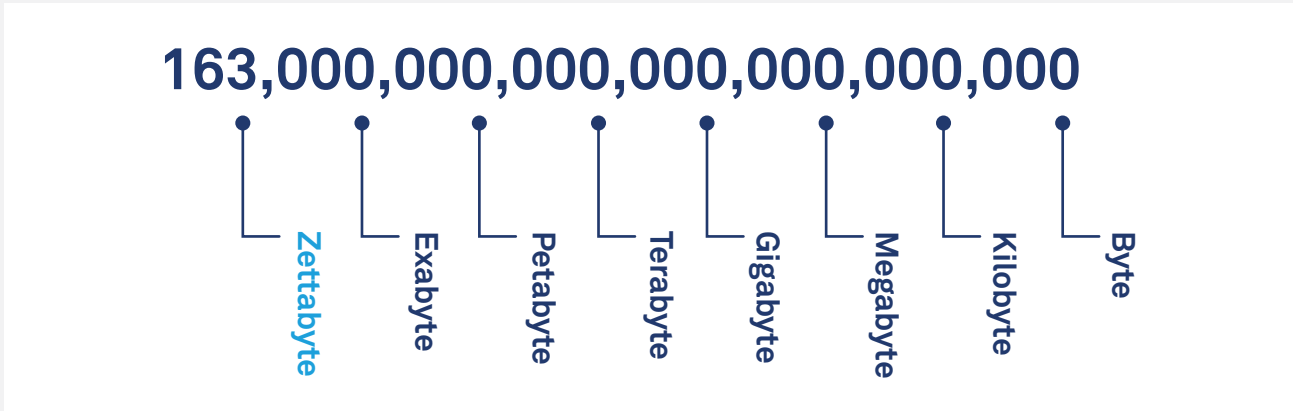 163,000,000,000,000,000,000,000
Zettabyte
Exabyte
Petabyte
Terabyte
Gigabyte
Megabyte
Kilobyte
Byte